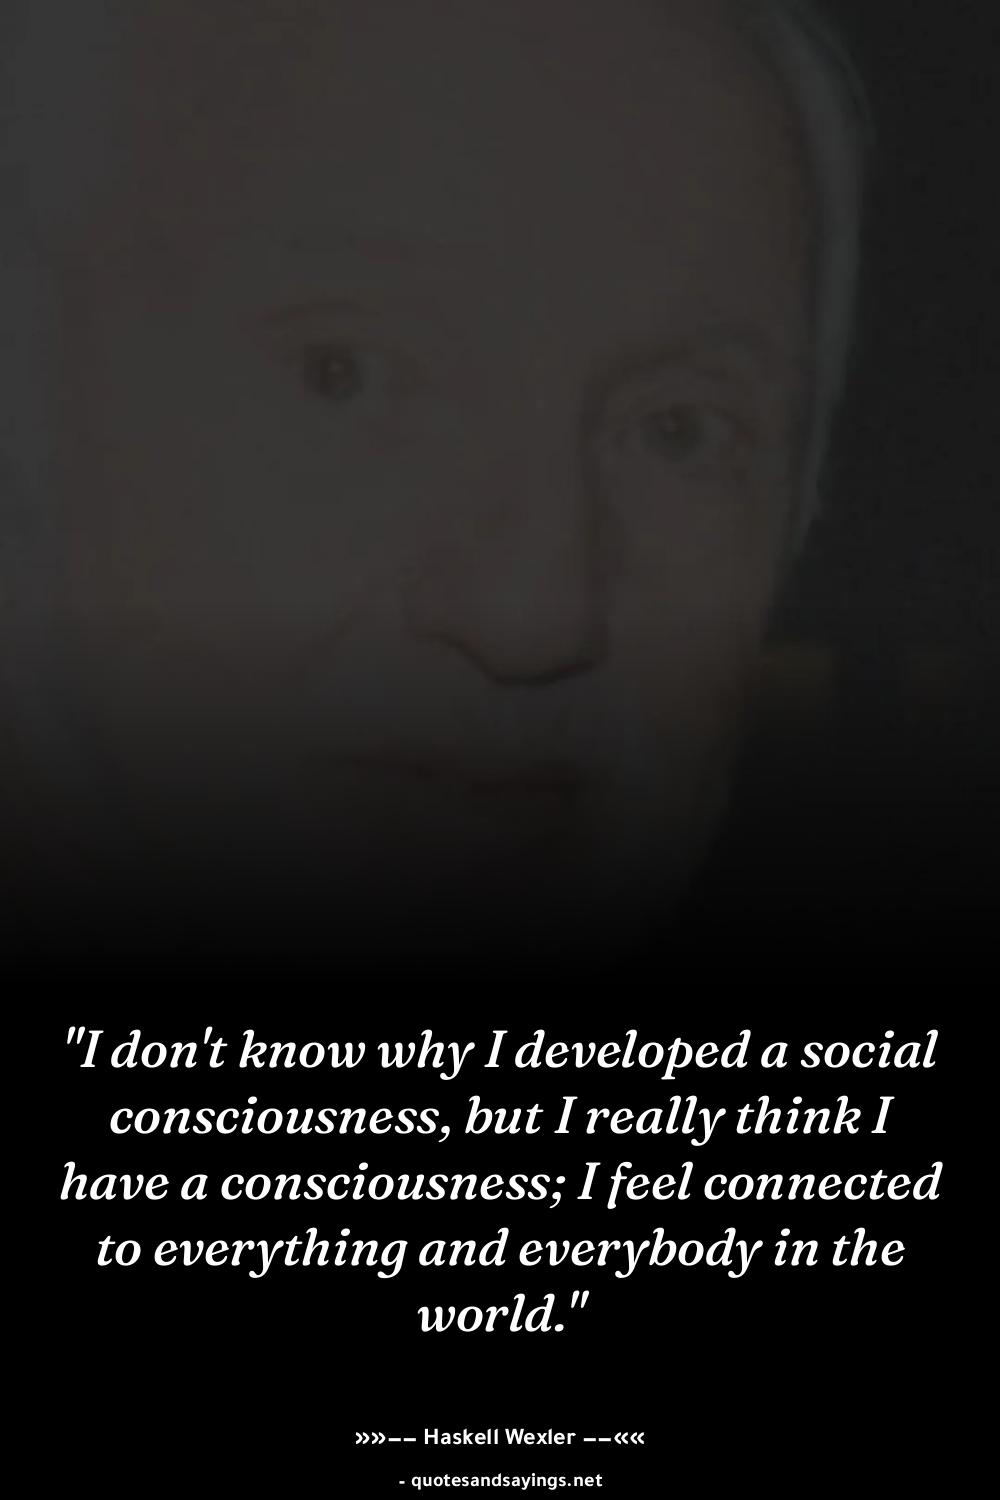 "I don't know why I developed a social
consciousness, but I really think I
have a consciousness; I feel connected
to everything and everybody in the
world."
»»−− Haskell Wexler −−««
- quotesandsayings.net